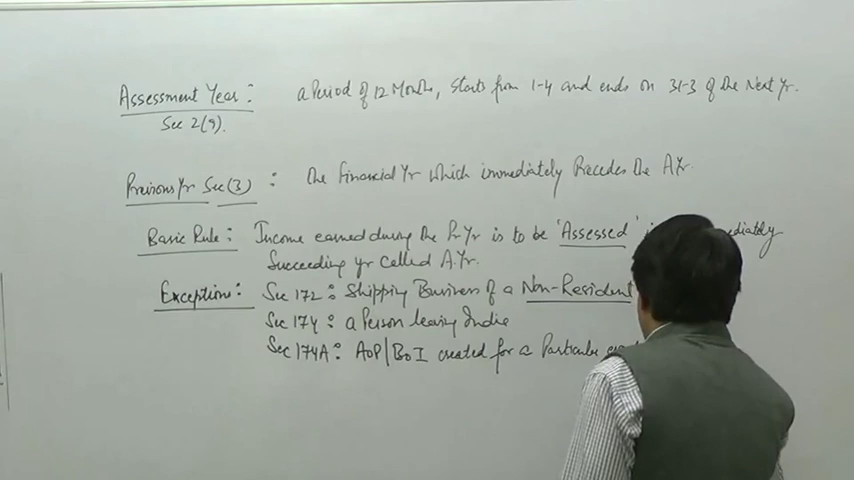 Assessment Year : a Period of 12 Months, starts from 1-4 and ends on 31-3 of the Next Yr.
Sec 2(9).
Previous Yr Sec (3) : the Financial Yr which immediately Precedes the A.Yr.
Basic Rule : Income earned during the Pr.Yr is to be 'Assessed'
Succeeding yr called A.Yr.
Exceptions : Sec 172 : Shipping Business of a Non-Resident
Sec 174 : a Person leaving India
Sec 174A : AOP/BOI created for a Particular